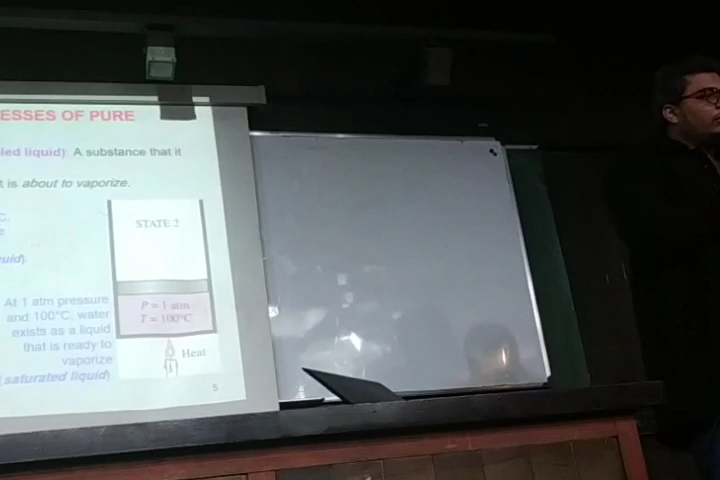 ESSES OF PURE
led liquid): A substance that it
t is about to vaporize.
C,
e
uid).
STATE 2
At 1 atm pressure
and 100°C, water
exists as a liquid
that is ready to
vaporize
(saturated liquid)
P = 1 atm
T = 100°C
Heat
5